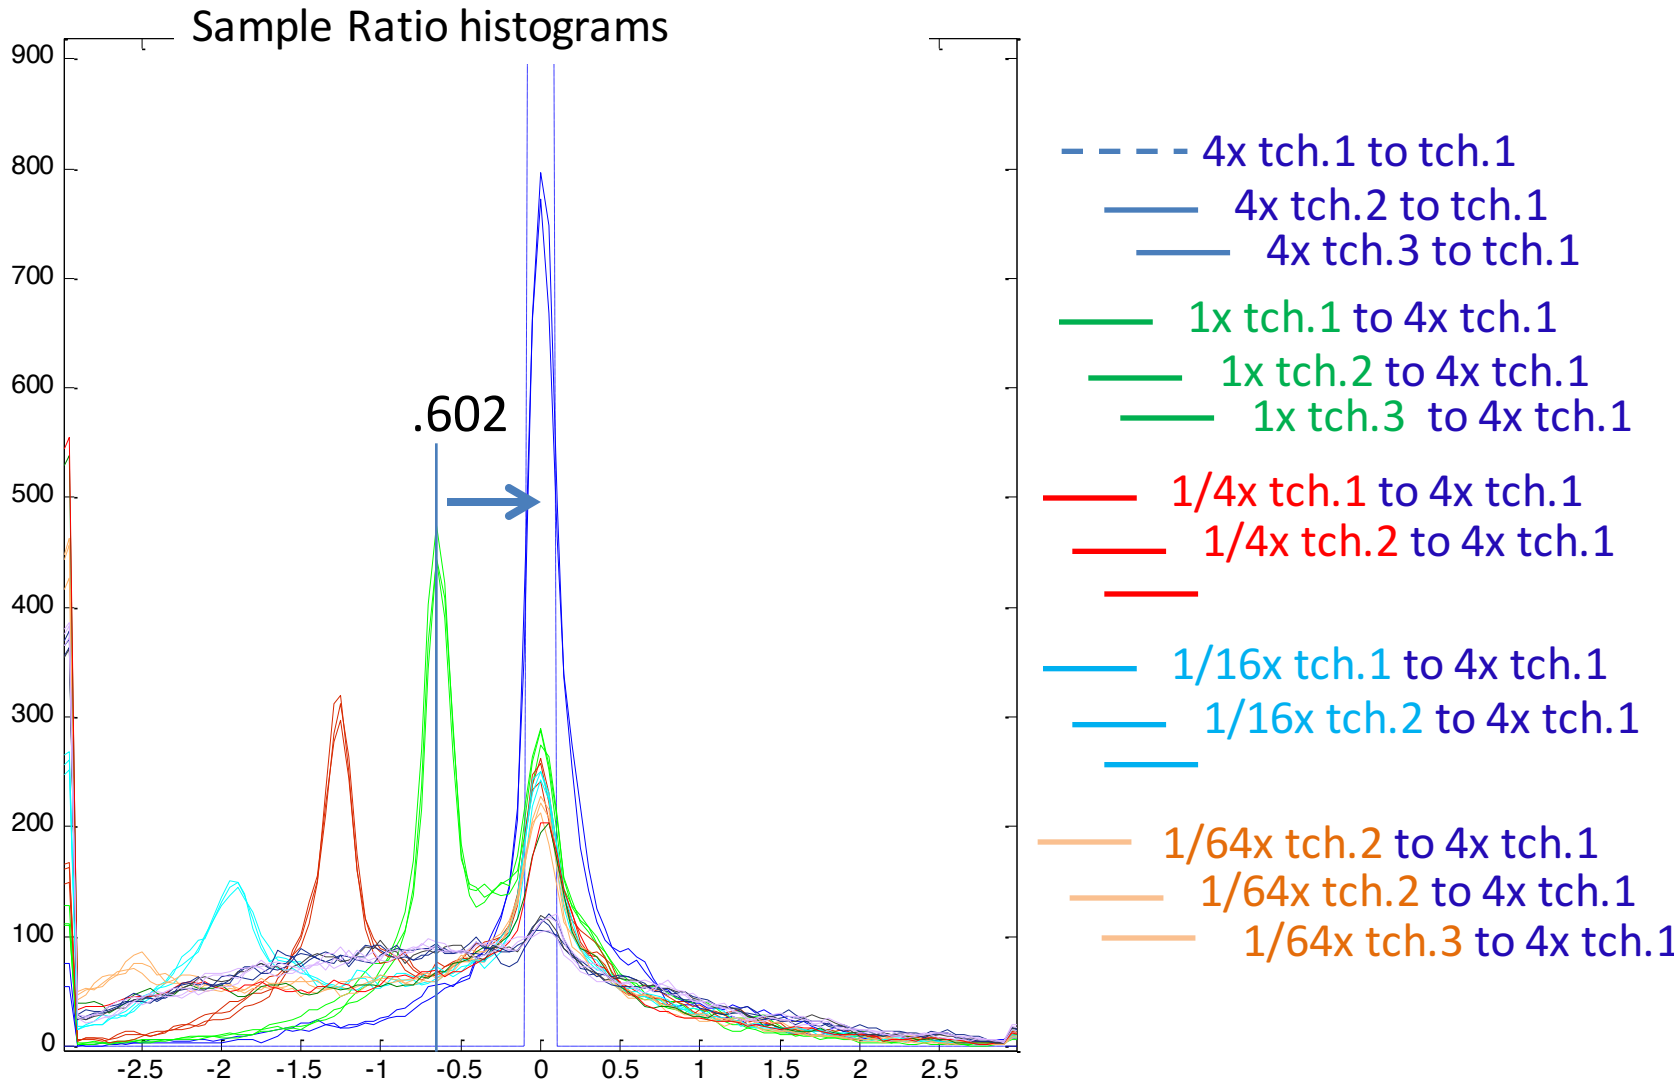 Sample Ratio histograms
900
800
700
600
500
400
300
200
100
0
-2.5 -2 -1.5 -1 -0.5 0 0.5 1 1.5 2 2.5
.602
4x tch.1 to tch.1
4x tch.2 to tch.1
4x tch.3 to tch.1
1x tch.1 to 4x tch.1
1x tch.2 to 4x tch.1
1x tch.3 to 4x tch.1
1/4x tch.1 to 4x tch.1
1/4x tch.2 to 4x tch.1
1/16x tch.1 to 4x tch.1
1/16x tch.2 to 4x tch.1
1/64x tch.2 to 4x tch.1
1/64x tch.2 to 4x tch.1
1/64x tch.3 to 4x tch.1